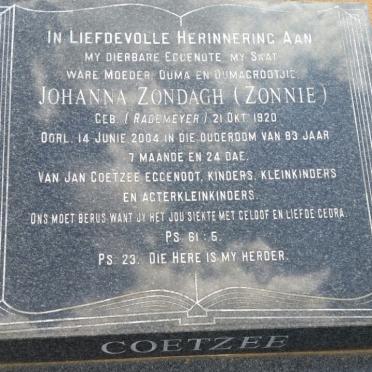 IN LIEFDEVOLLE HERINNERING AAN
MY DIERBARE EGGENOTE, MY SKAT
WARE MOEDER, OUMA EN OUMAGROOTJIE.
JOHANNA ZONDAGH (ZONNIE)
GEB. (RADEMEYER) 21 OKT. 1920
OORL. 14 JUNIE 2004 IN DIE OUDERDOM VAN 83 JAAR
7 MAANDE EN 24 DAE.
VAN JAN COETZEE EGGENOOT, KINDERS, KLEINKINDERS
EN AGTERKLEINKINDERS.
ONS MOET BERUS WANT JY HET JOU SIEKTE MET GELOOF EN LIEFDE GEDRA.
PS. 61 : 5.
PS. 23. DIE HERE IS MY HERDER.
COETZEE